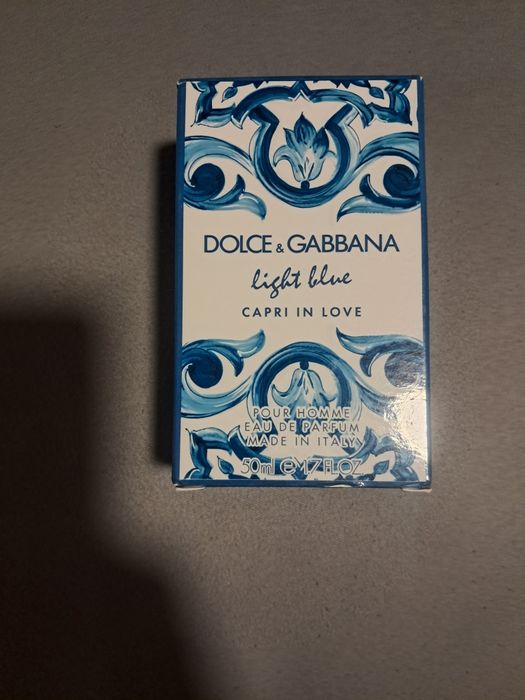 DOLCE & GABBANA
light blue
CAPRI IN LOVE
POUR HOMME
EAU DE PARFUM
MADE IN ITALY
50ml ℮ 1.7 FL.OZ.